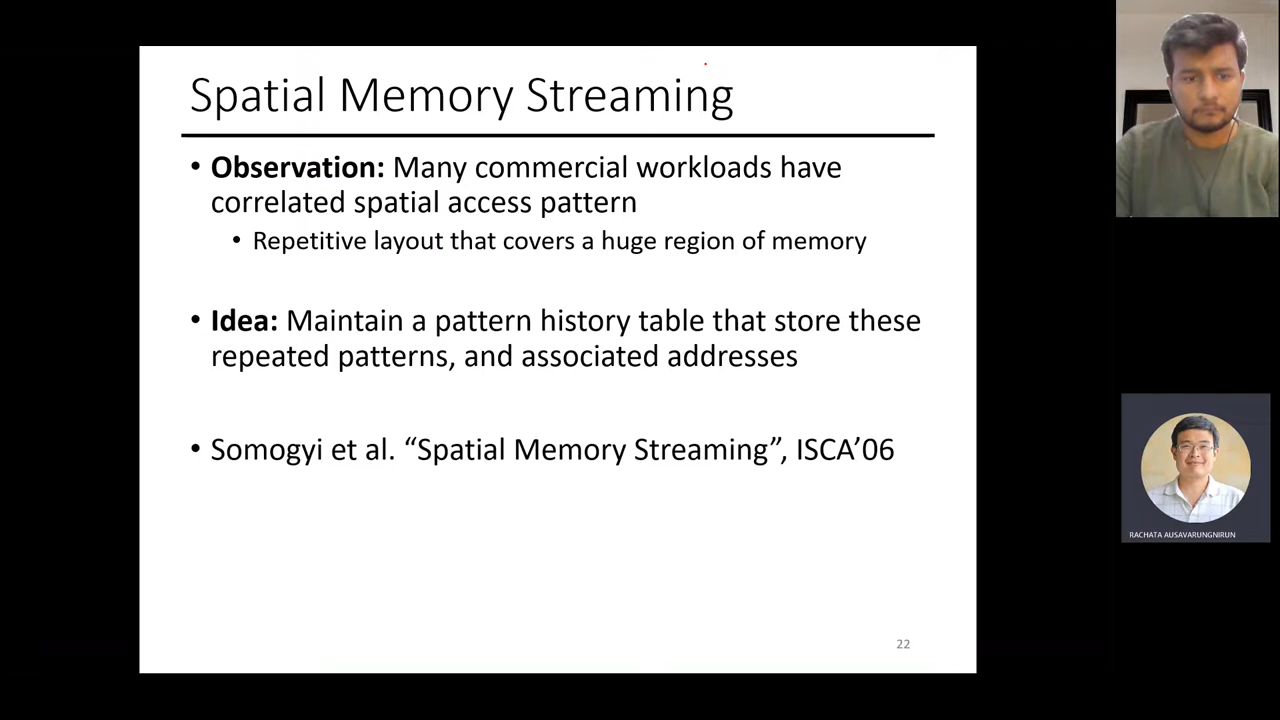 Spatial Memory Streaming
• Observation: Many commercial workloads have
correlated spatial access pattern
• Repetitive layout that covers a huge region of memory
• Idea: Maintain a pattern history table that store these
repeated patterns, and associated addresses
• Somogyi et al. “Spatial Memory Streaming”, ISCA’06
22
RACHATA AUSAVARUNGNIRUN